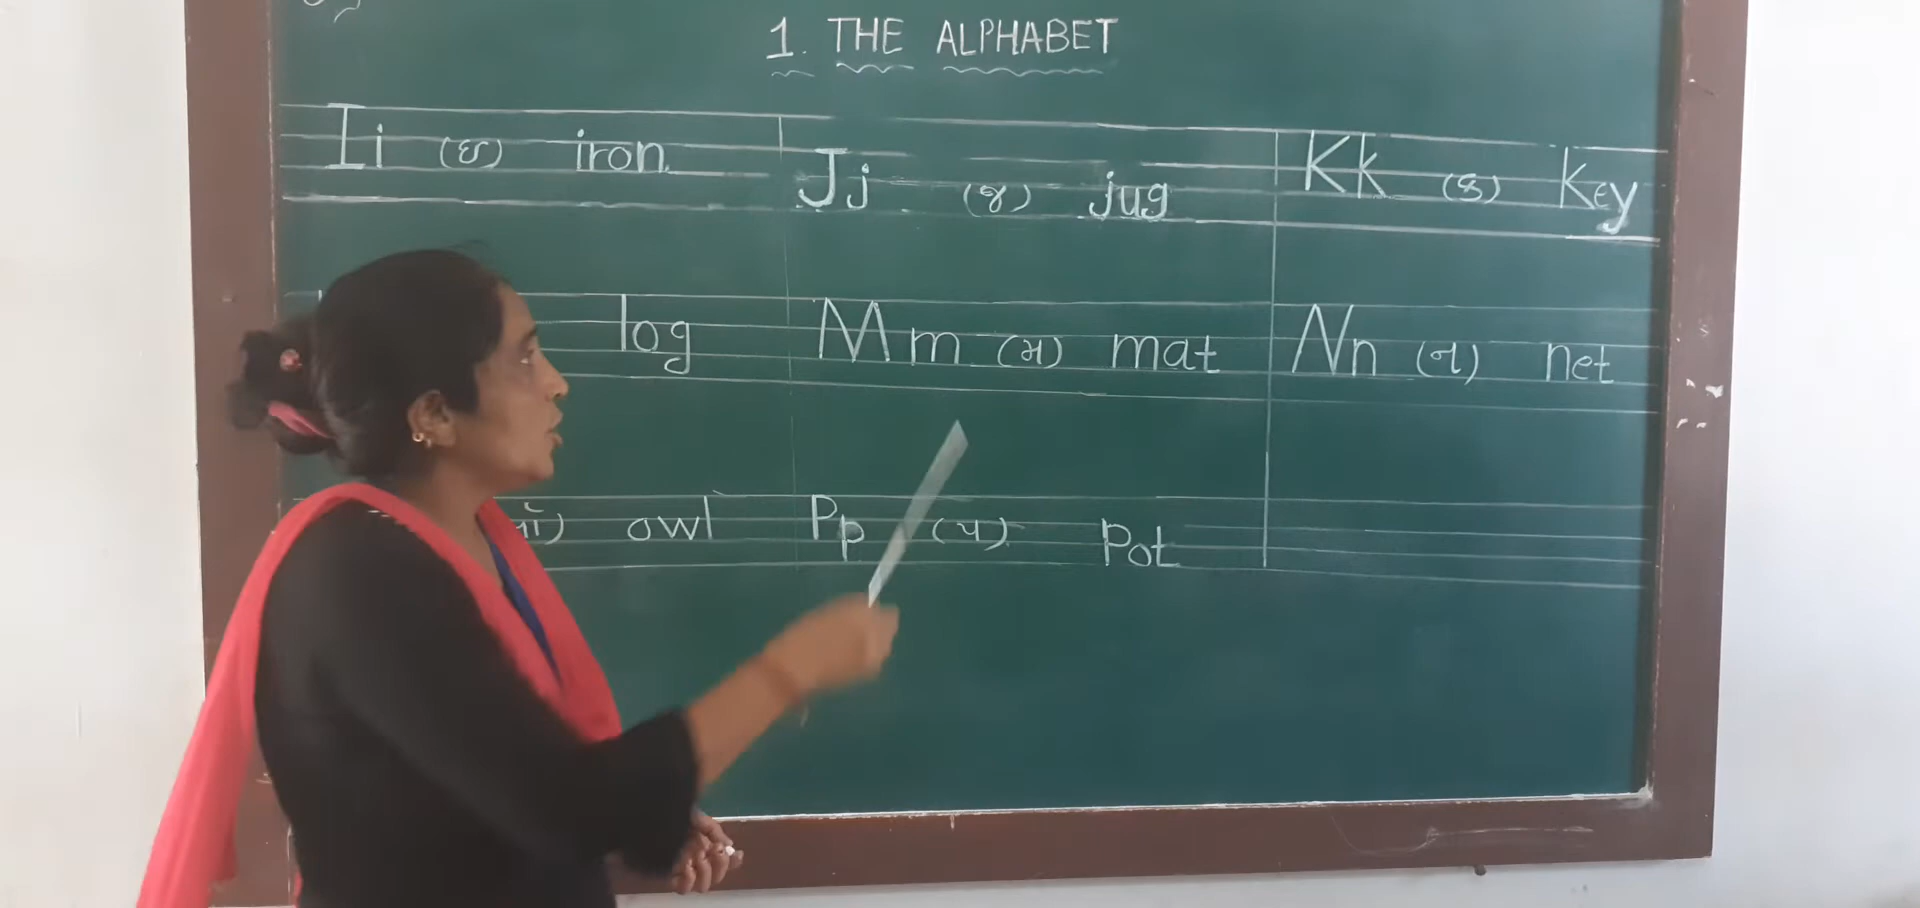 1. THE ALPHABET
Ii (ઇ) iron Jj (જ) jug Kk (ક) Key
log Mm (મ) mat Nn (ન) net
owl Pp (પ) Pot